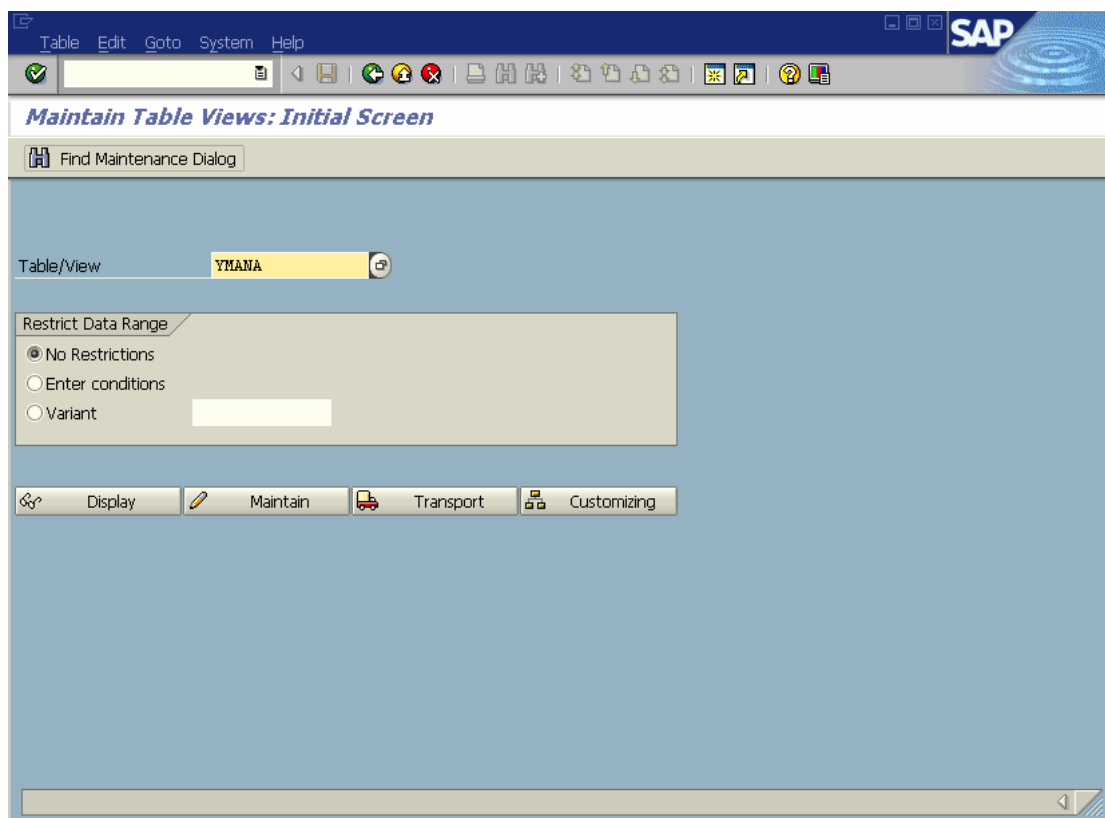 Table Edit Goto System Help
SAP
Maintain Table Views: Initial Screen
Find Maintenance Dialog
Table/View YMANA
Restrict Data Range
No Restrictions
Enter conditions
Variant
Display Maintain Transport Customizing